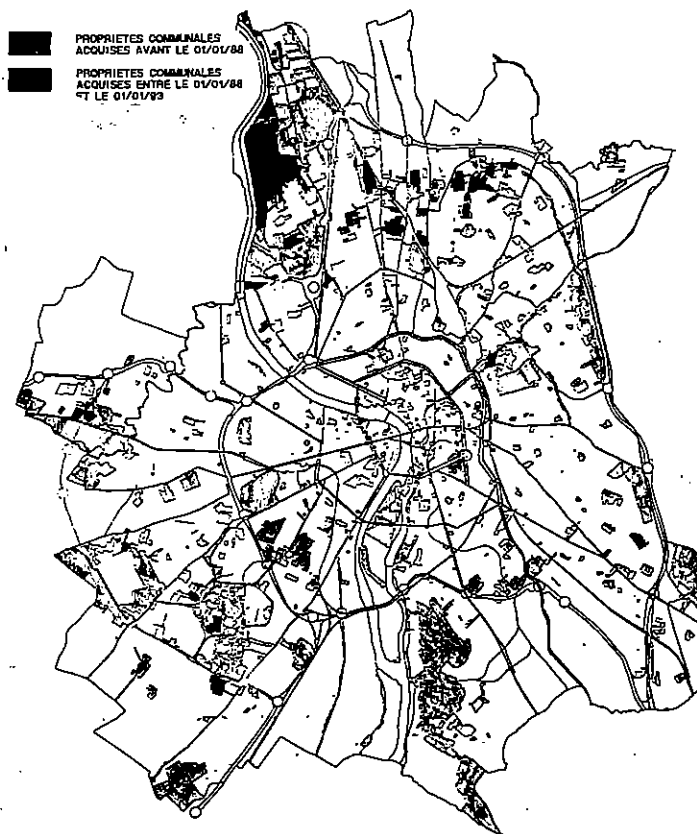 PROPRIETES COMMUNALES
ACQUISES AVANT LE 01/01/88
PROPRIETES COMMUNALES
ACQUISES ENTRE LE 01/01/88
ET LE 01/01/93